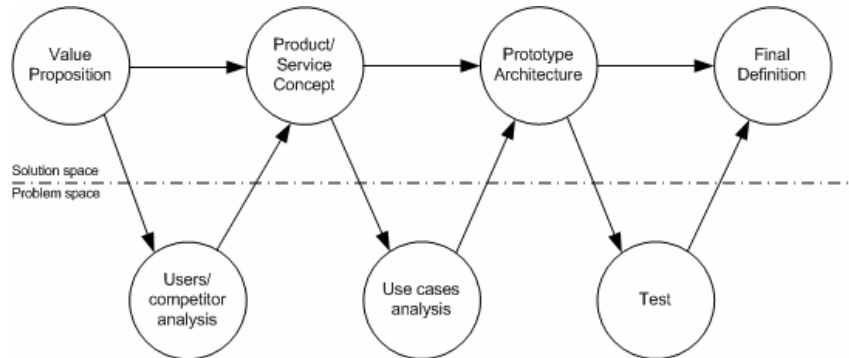 Value
Proposition
Product/
Service
Concept
Prototype
Architecture
Final
Definition
Solution space
Problem space
Users/
competitor
analysis
Use cases
analysis
Test